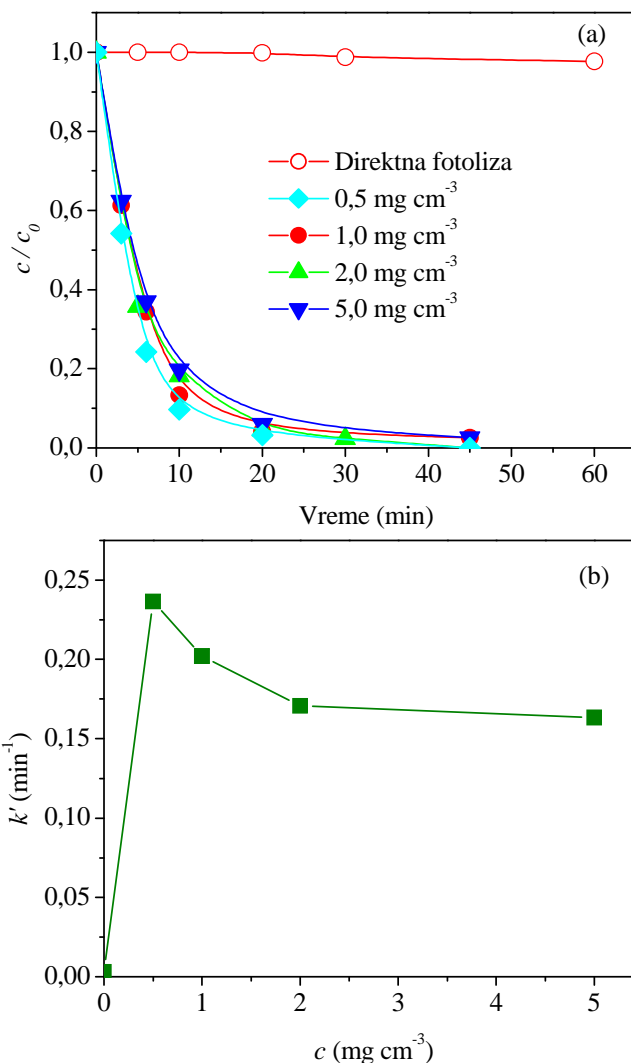 (a)
1,0
0,8
0,6
0,4
0,2
0,0
c / c0
Direktna fotoliza
0,5 mg cm-3
1,0 mg cm-3
2,0 mg cm-3
5,0 mg cm-3
0 10 20 30 40 50 60
Vreme (min)
(b)
0,25
0,20
0,15
0,10
0,05
0,00
k' (min-1)
0 1 2 3 4 5
c (mg cm-3)